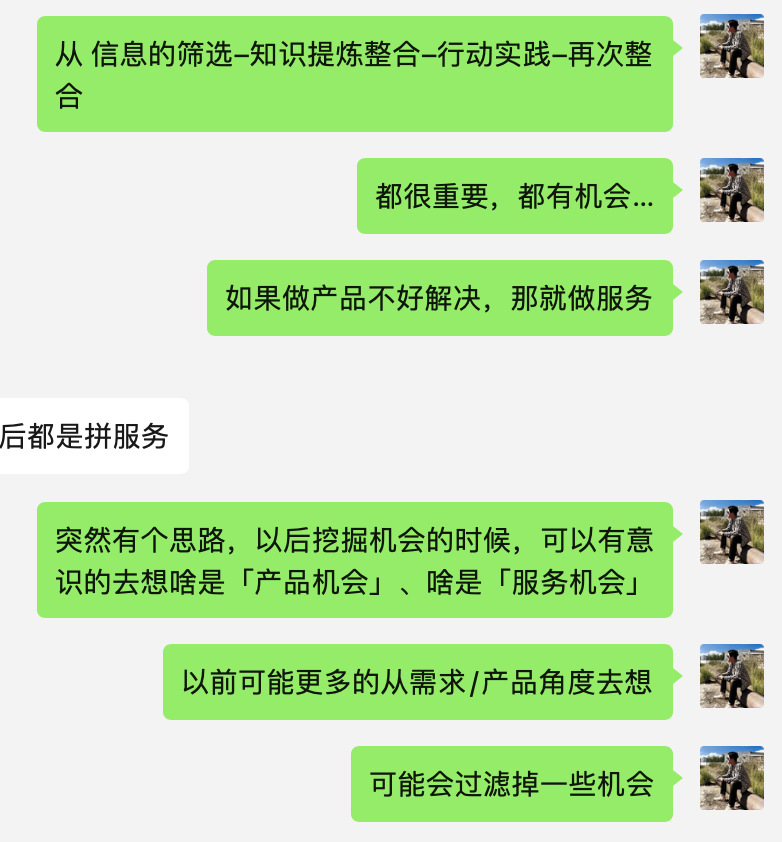 从 信息的筛选–知识提炼整合–行动实践–再次整
合
都很重要，都有机会...
如果做产品不好解决，那就做服务
后都是拼服务
突然有个思路，以后挖掘机会的时候，可以有意
识的去想啥是「产品机会」、啥是「服务机会」
以前可能更多的从需求/产品角度去想
可能会过滤掉一些机会